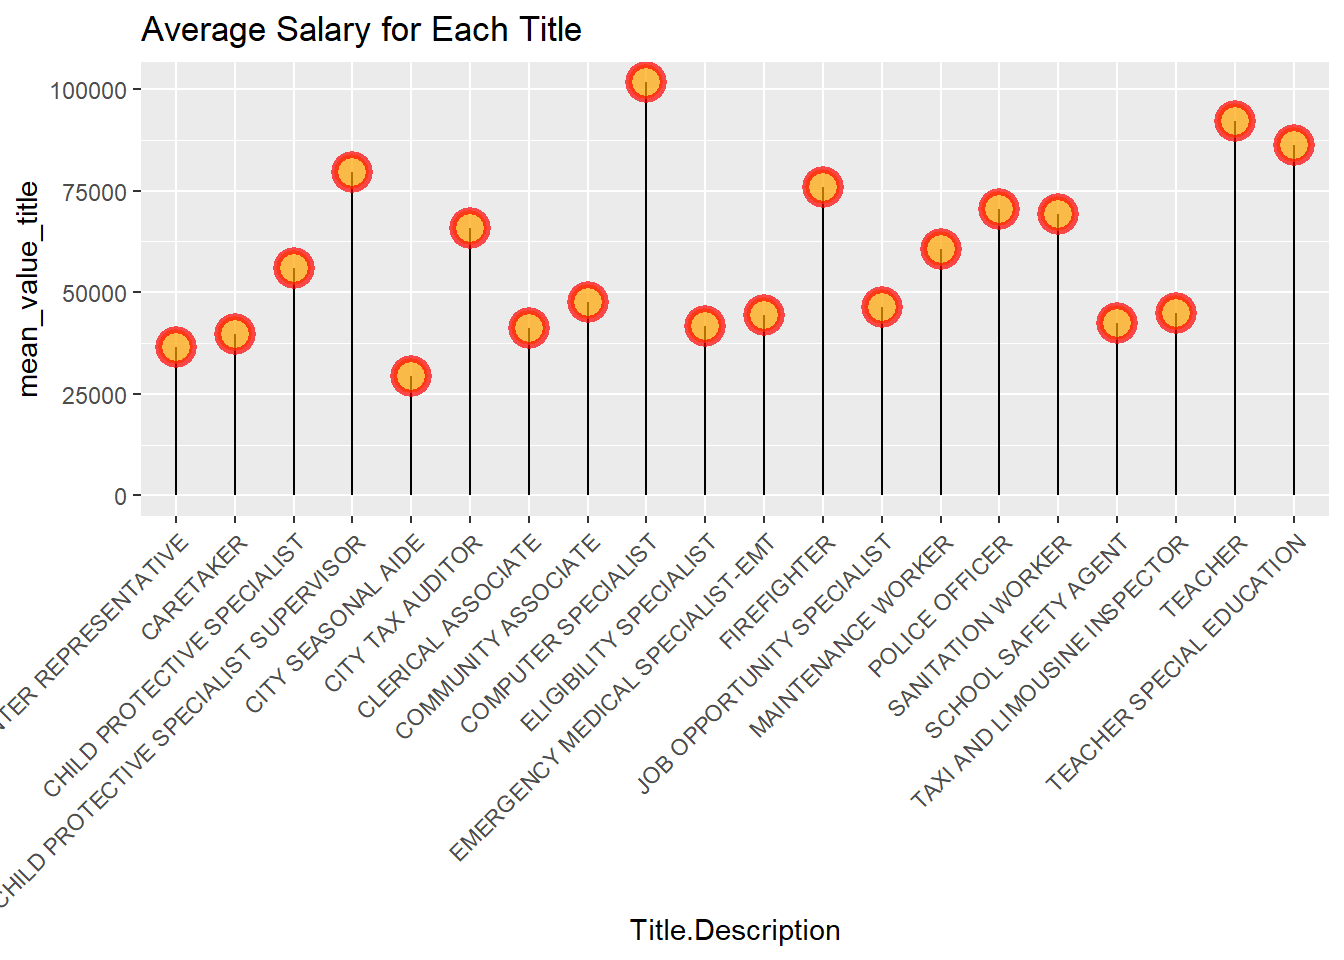 Average Salary for Each Title
mean_value_title
100000
75000
50000
25000
0
REPRESENTATIVE
CARETAKER
CHILD PROTECTIVE SPECIALIST
CHILD PROTECTIVE SPECIALIST SUPERVISOR
CITY SEASONAL AIDE
CITY TAX AUDITOR
CLERICAL ASSOCIATE
COMMUNITY ASSOCIATE
COMPUTER SPECIALIST
ELIGIBILITY SPECIALIST
EMERGENCY MEDICAL SPECIALIST-EMT
FIREFIGHTER
JOB OPPORTUNITY SPECIALIST
MAINTENANCE WORKER
POLICE OFFICER
SANITATION WORKER
SCHOOL SAFETY AGENT
TAXI AND LIMOUSINE INSPECTOR
TEACHER
TEACHER SPECIAL EDUCATION
Title.Description